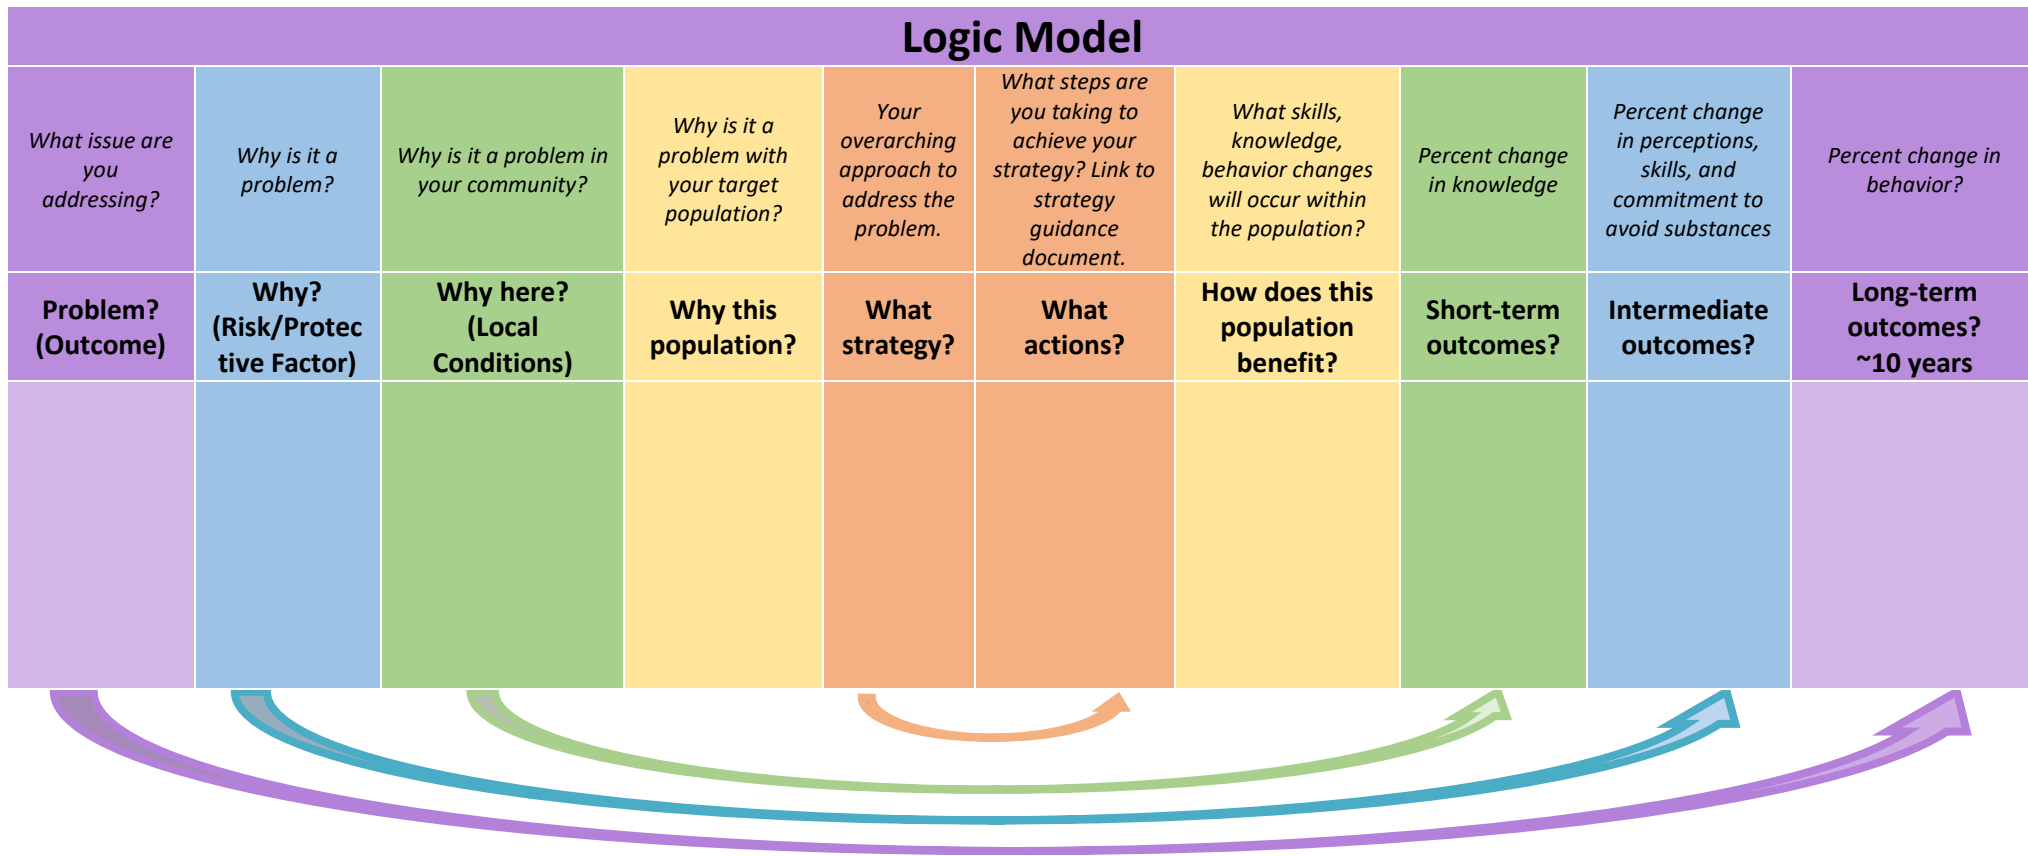 Logic Model
What issue are
you
addressing?
Why is it a
problem?
Why is it a problem in
your community?
Why is it a
problem with
your target
population?
Your
overarching
approach to
address the
problem.
What steps are
you taking to
achieve your
strategy? Link to
strategy
guidance
document.
What skills,
knowledge,
behavior changes
will occur within
the population?
Percent change
in knowledge
Percent change
in perceptions,
skills, and
commitment to
avoid substances
Percent change in
behavior?
Problem?
(Outcome)
Why?
(Risk/Protec
tive Factor)
Why here?
(Local
Conditions)
Why this
population?
What
strategy?
What
actions?
How does this
population
benefit?
Short-term
outcomes?
Intermediate
outcomes?
Long-term
outcomes?
~10 years